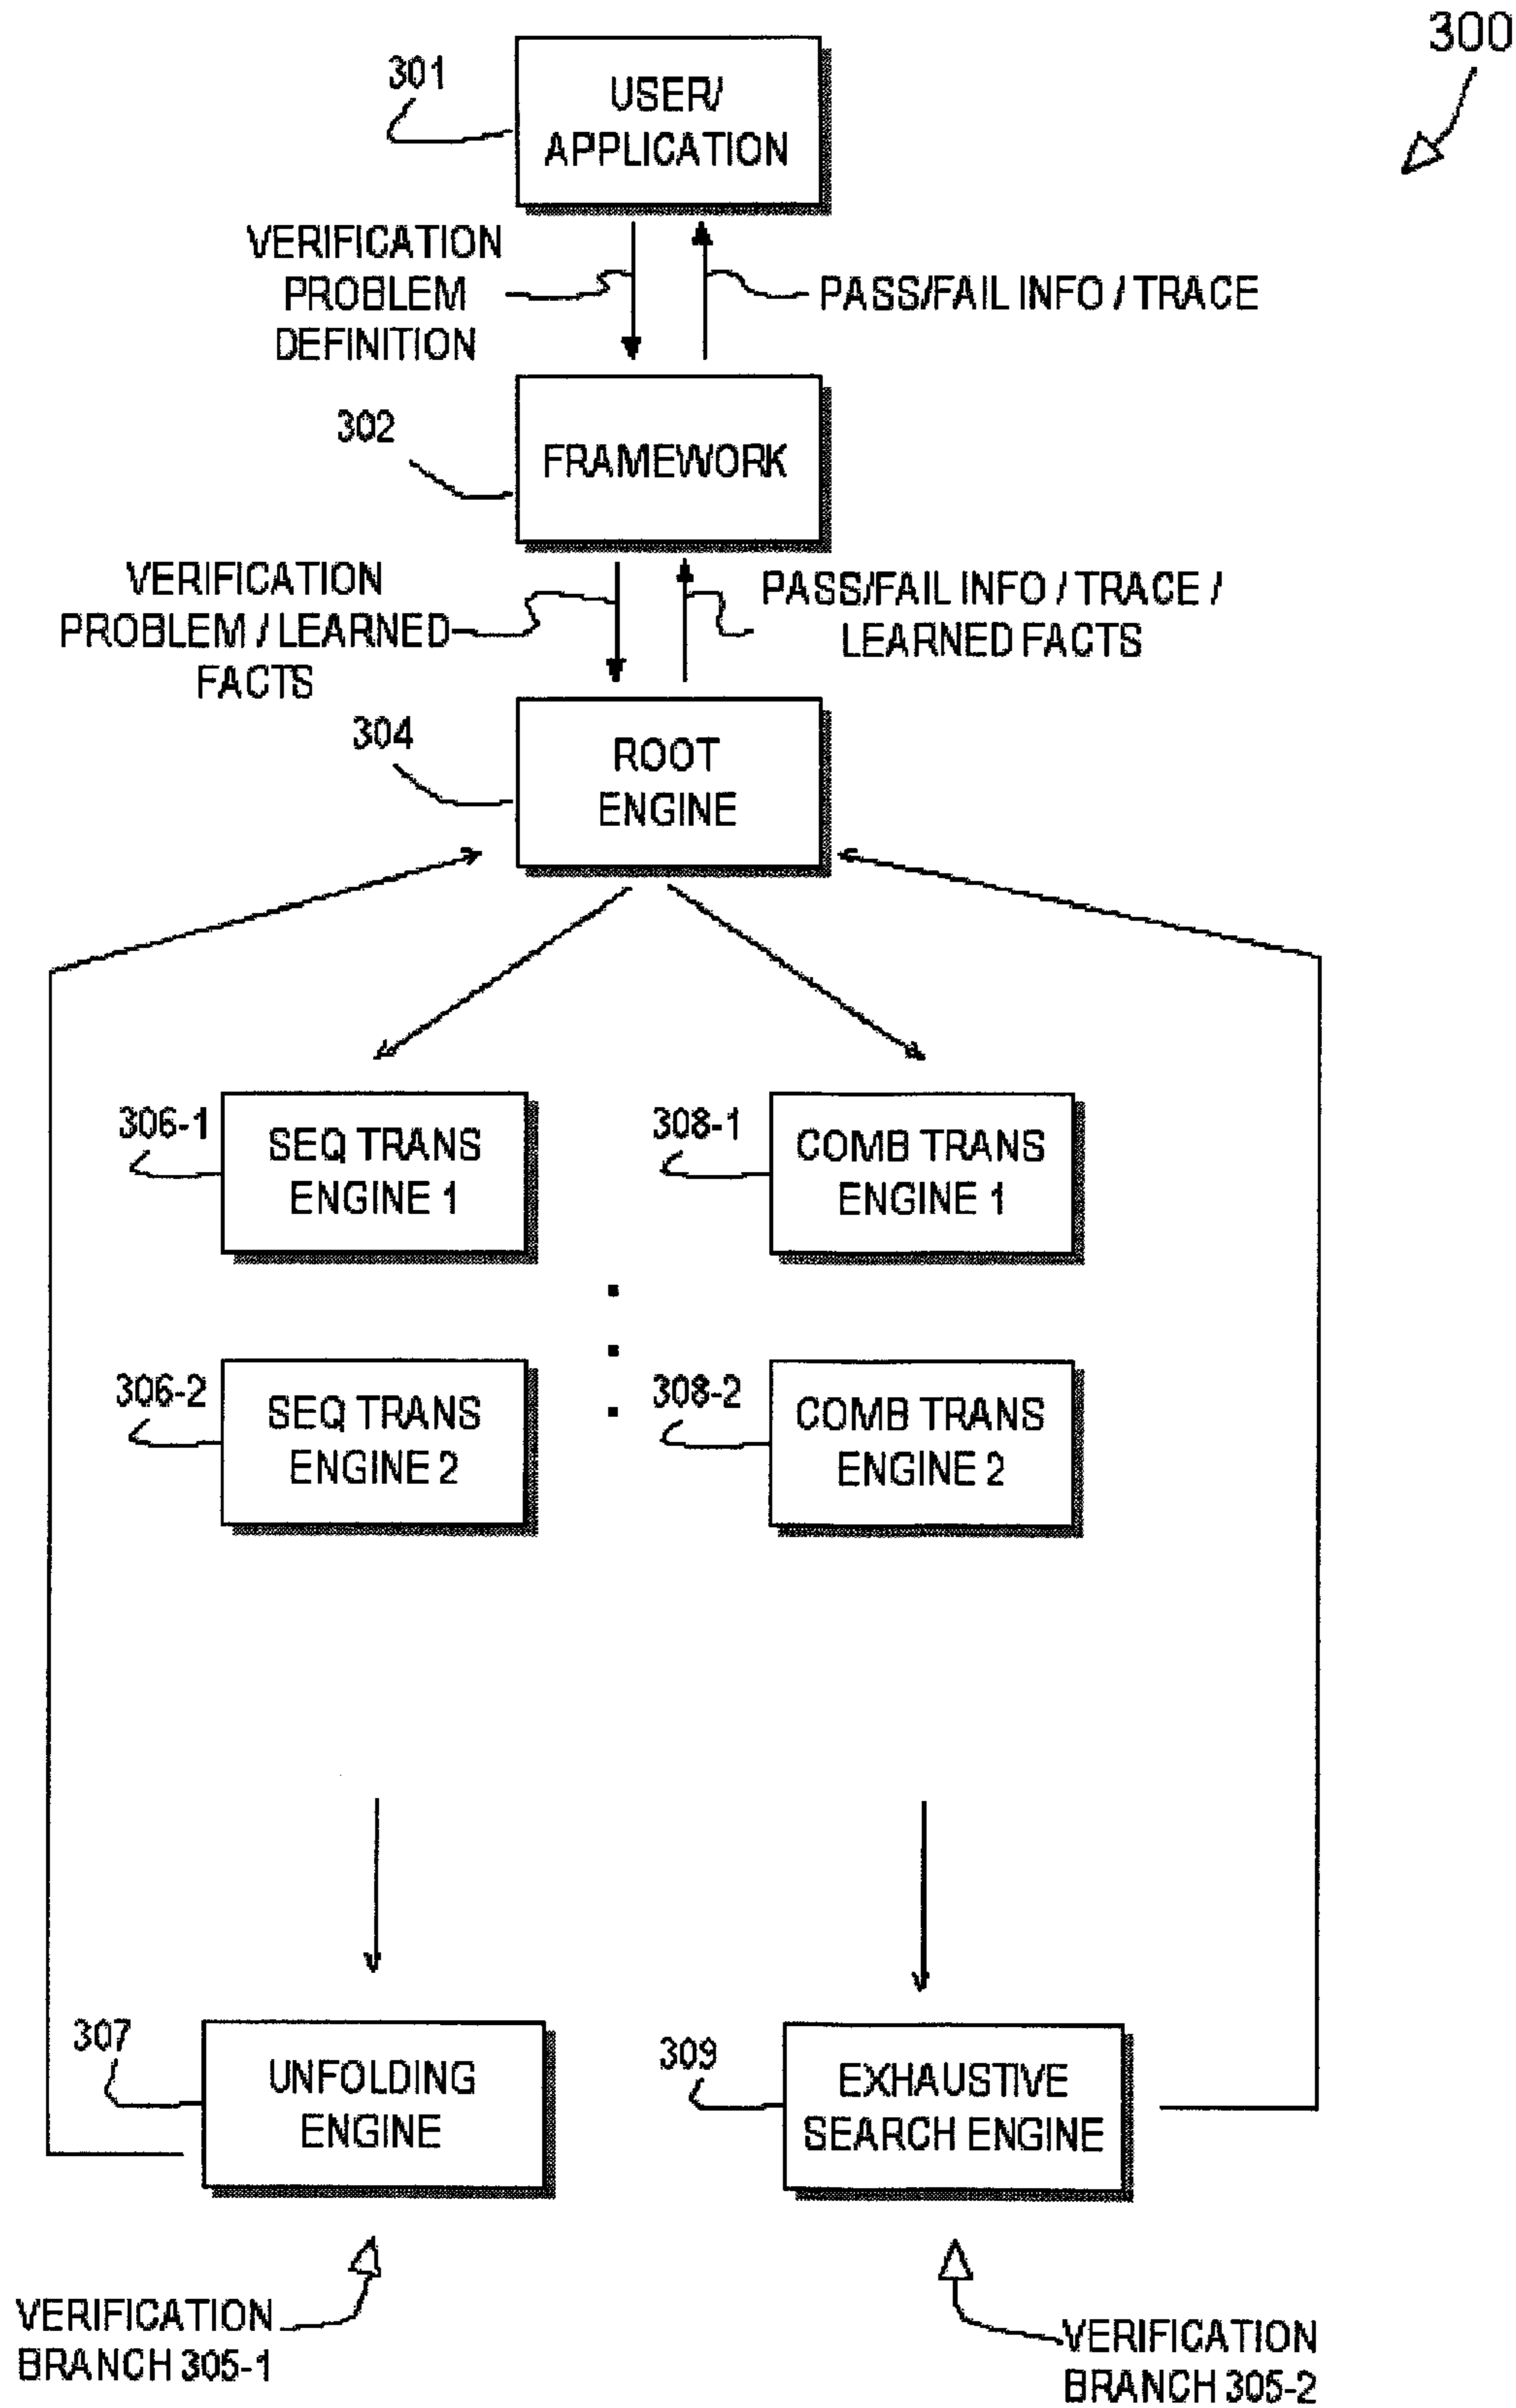 300
301
USER/
APPLICATION
VERIFICATION
PROBLEM
DEFINITION
PASS/FAIL INFO / TRACE
302
FRAMEWORK
VERIFICATION
PROBLEM / LEARNED
FACTS
PASS/FAIL INFO / TRACE /
LEARNED FACTS
304
ROOT
ENGINE
306-1
SEQ TRANS
ENGINE 1
308-1
COMB TRANS
ENGINE 1
306-2
SEQ TRANS
ENGINE 2
308-2
COMB TRANS
ENGINE 2
307
UNFOLDING
ENGINE
309
EXHAUSTIVE
SEARCH ENGINE
VERIFICATION
BRANCH 305-1
VERIFICATION
BRANCH 305-2